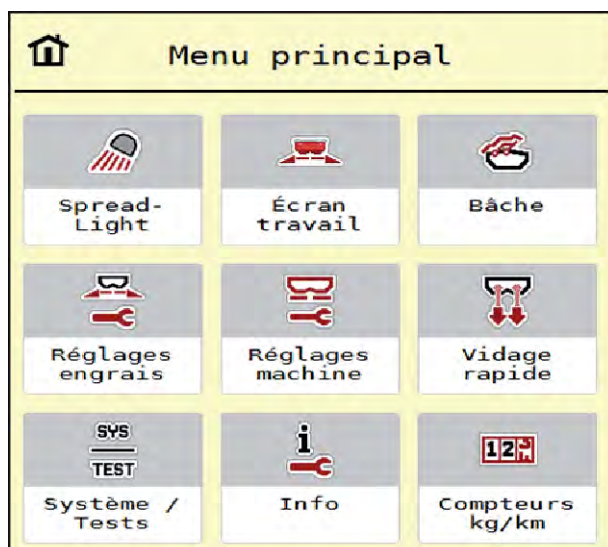 Menu principal
Spread-
Light
Écran
travail
Bâche
Réglages
engrais
Réglages
machine
Vidage
rapide
SYS
TEST
Système /
Tests
i
Info
12
Compteurs
kg/km